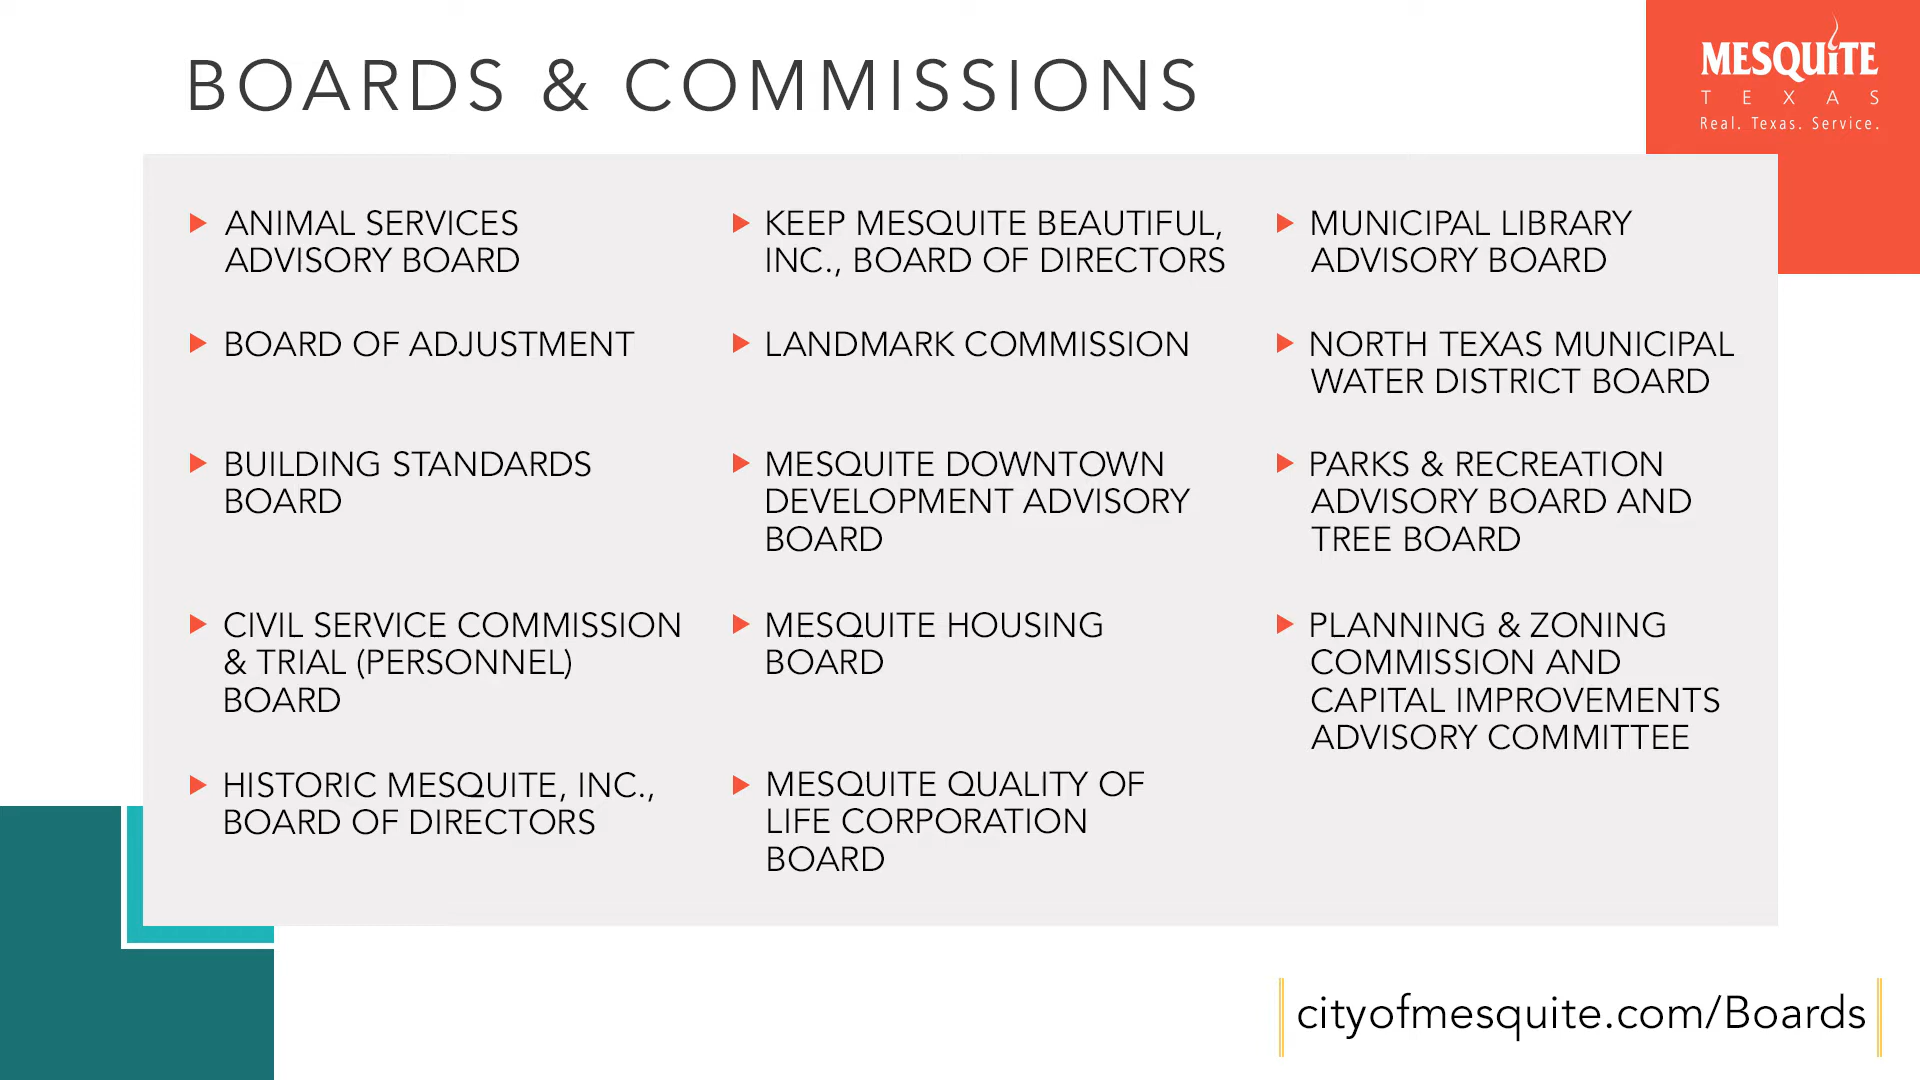 BOARDS & COMMISSIONS
MESQUITE
TEXAS
Real. Texas. Service.
ANIMAL SERVICES
ADVISORY BOARD
BOARD OF ADJUSTMENT
BUILDING STANDARDS
BOARD
CIVIL SERVICE COMMISSION
& TRIAL (PERSONNEL)
BOARD
HISTORIC MESQUITE, INC.,
BOARD OF DIRECTORS
KEEP MESQUITE BEAUTIFUL,
INC., BOARD OF DIRECTORS
LANDMARK COMMISSION
MESQUITE DOWNTOWN
DEVELOPMENT ADVISORY
BOARD
MESQUITE HOUSING
BOARD
MESQUITE QUALITY OF
LIFE CORPORATION
BOARD
MUNICIPAL LIBRARY
ADVISORY BOARD
NORTH TEXAS MUNICIPAL
WATER DISTRICT BOARD
PARKS & RECREATION
ADVISORY BOARD AND
TREE BOARD
PLANNING & ZONING
COMMISSION AND
CAPITAL IMPROVEMENTS
ADVISORY COMMITTEE
cityofmesquite.com/Boards